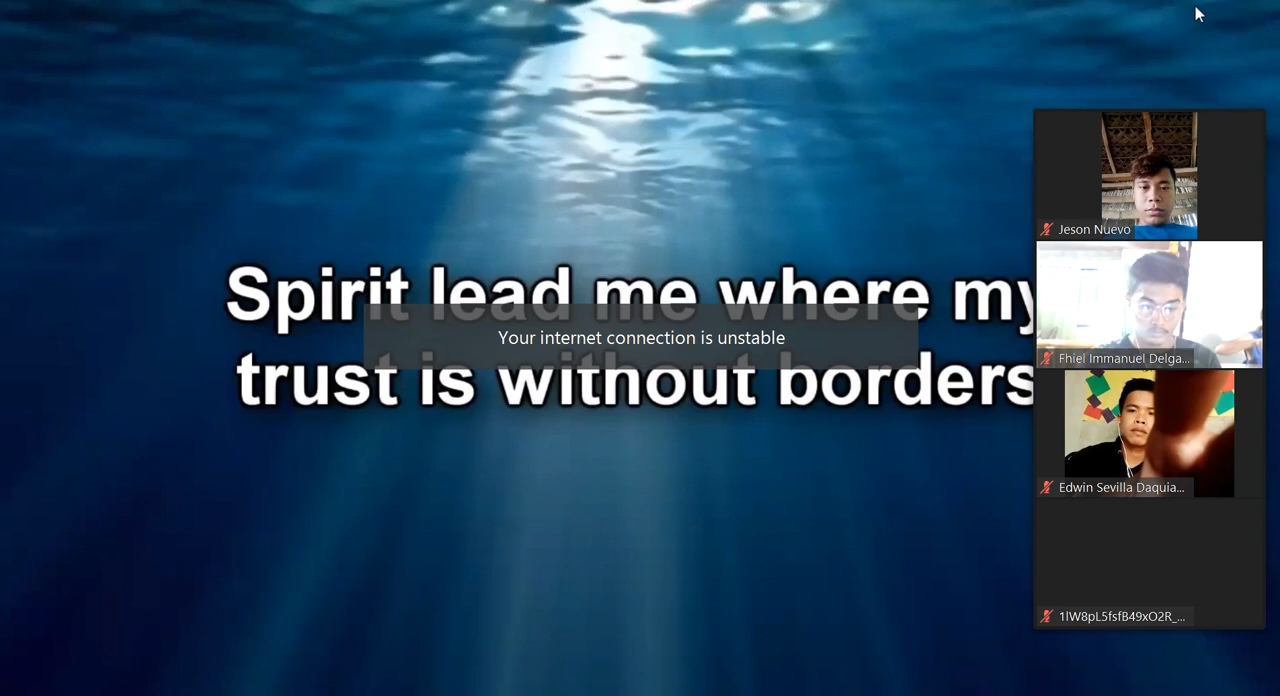 Spirit lead me where my
Your internet connection is unstable
trust is without borders
Jeson Nuevo
Fhiel Immanuel Delga...
Edwin Sevilla Daquia...
1lW8pL5fsfB49xO2R_...